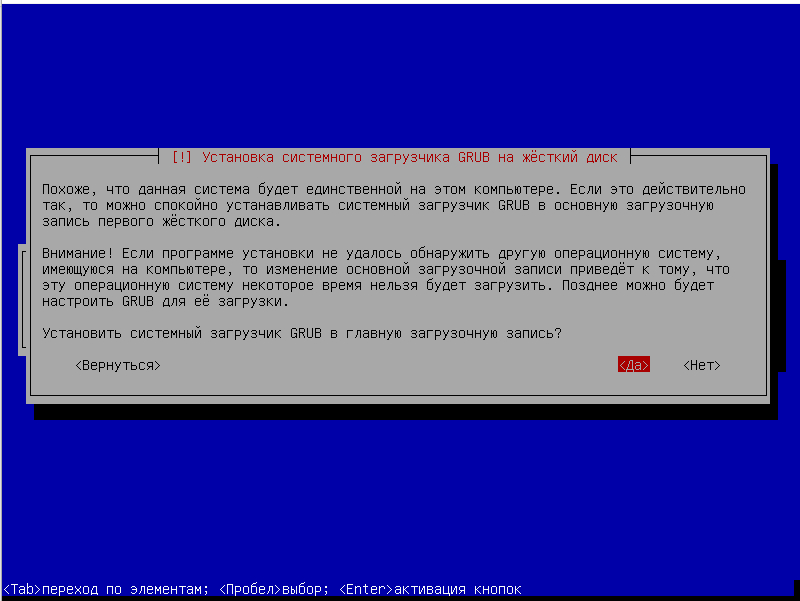 [!] Установка системного загрузчика GRUB на жёсткий диск
Похоже, что данная система будет единственной на этом компьютере. Если это действительно
так, то можно спокойно устанавливать системный загрузчик GRUB в основную загрузочную
запись первого жёсткого диска.
Внимание! Если программе установки не удалось обнаружить другую операционную систему,
имеющуюся на компьютере, то изменение основной загрузочной записи приведёт к тому, что
эту операционную систему некоторое время нельзя будет загрузить. Позднее можно будет
настроить GRUB для её загрузки.
Установить системный загрузчик GRUB в главную загрузочную запись?
<Вернуться> <Да> <Нет>
<Tab>переход по элементам; <Пробел>выбор; <Enter>активация кнопок